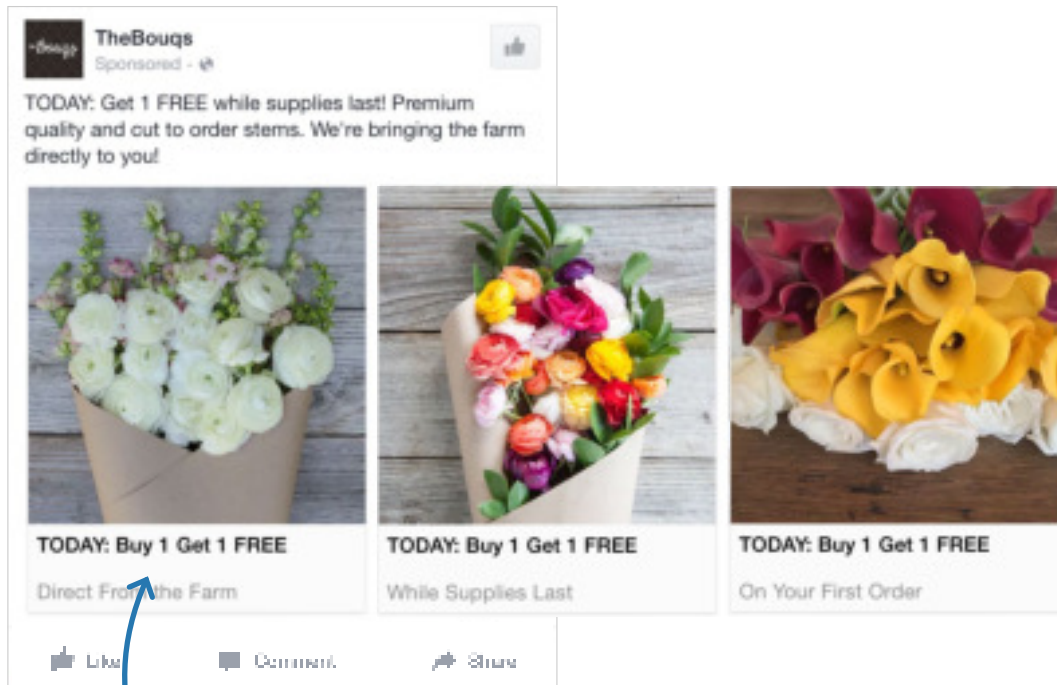 TheBouqs
TheBouqs
Sponsored -
TODAY: Get 1 FREE while supplies last! Premium
quality and cut to order stems. We're bringing the farm
directly to you!
TODAY: Buy 1 Get 1 FREE
Direct From the Farm
TODAY: Buy 1 Get 1 FREE
While Supplies Last
TODAY: Buy 1 Get 1 FREE
On Your First Order
Like
Comment
Share